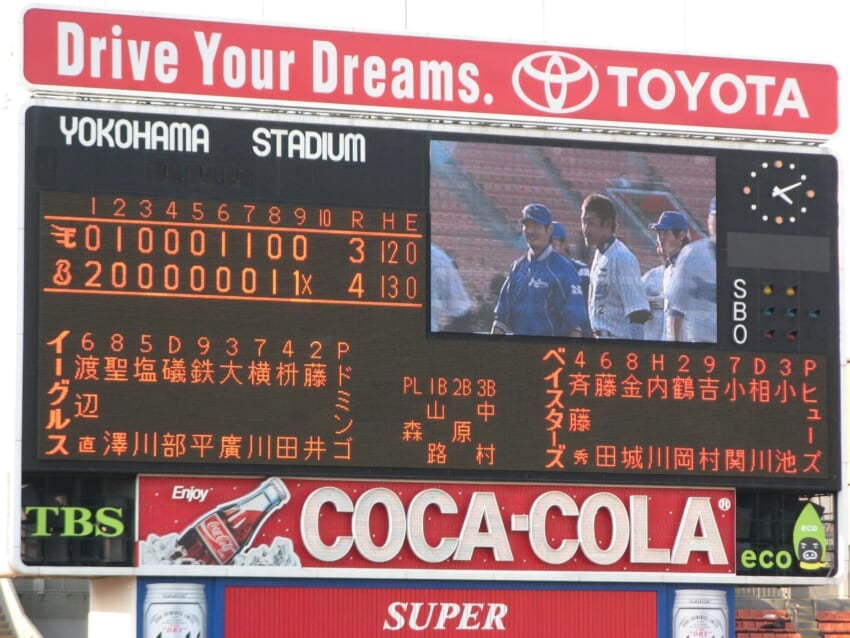 Drive Your Dreams. TOYOTA
YOKOHAMA STADIUM
1 2 3 4 5 6 7 8 9 10 R H E
0 1 0 0 0 1 1 0 0 3 12 0
B 2 0 0 0 0 0 0 1 1X 4 13 0
S
B
O
イーグルス
6 渡辺直
8 聖澤
5 塩川
D 礒部
9 鉄平
3 大廣
7 横川
4 枡田
2 藤井
P ドミンゴ
PL 森
1B 山路
2B 原
3B 中村
ベイスターズ
4 斉藤秀
6 藤田
8 金城
H 内川
2 鶴岡
9 吉村
7 小関
D 相川
3 小池
P ヒューズ
TBS
Enjoy
Coca-Cola
COCA-COLA®
eco
eco
SUPER
"DRY"